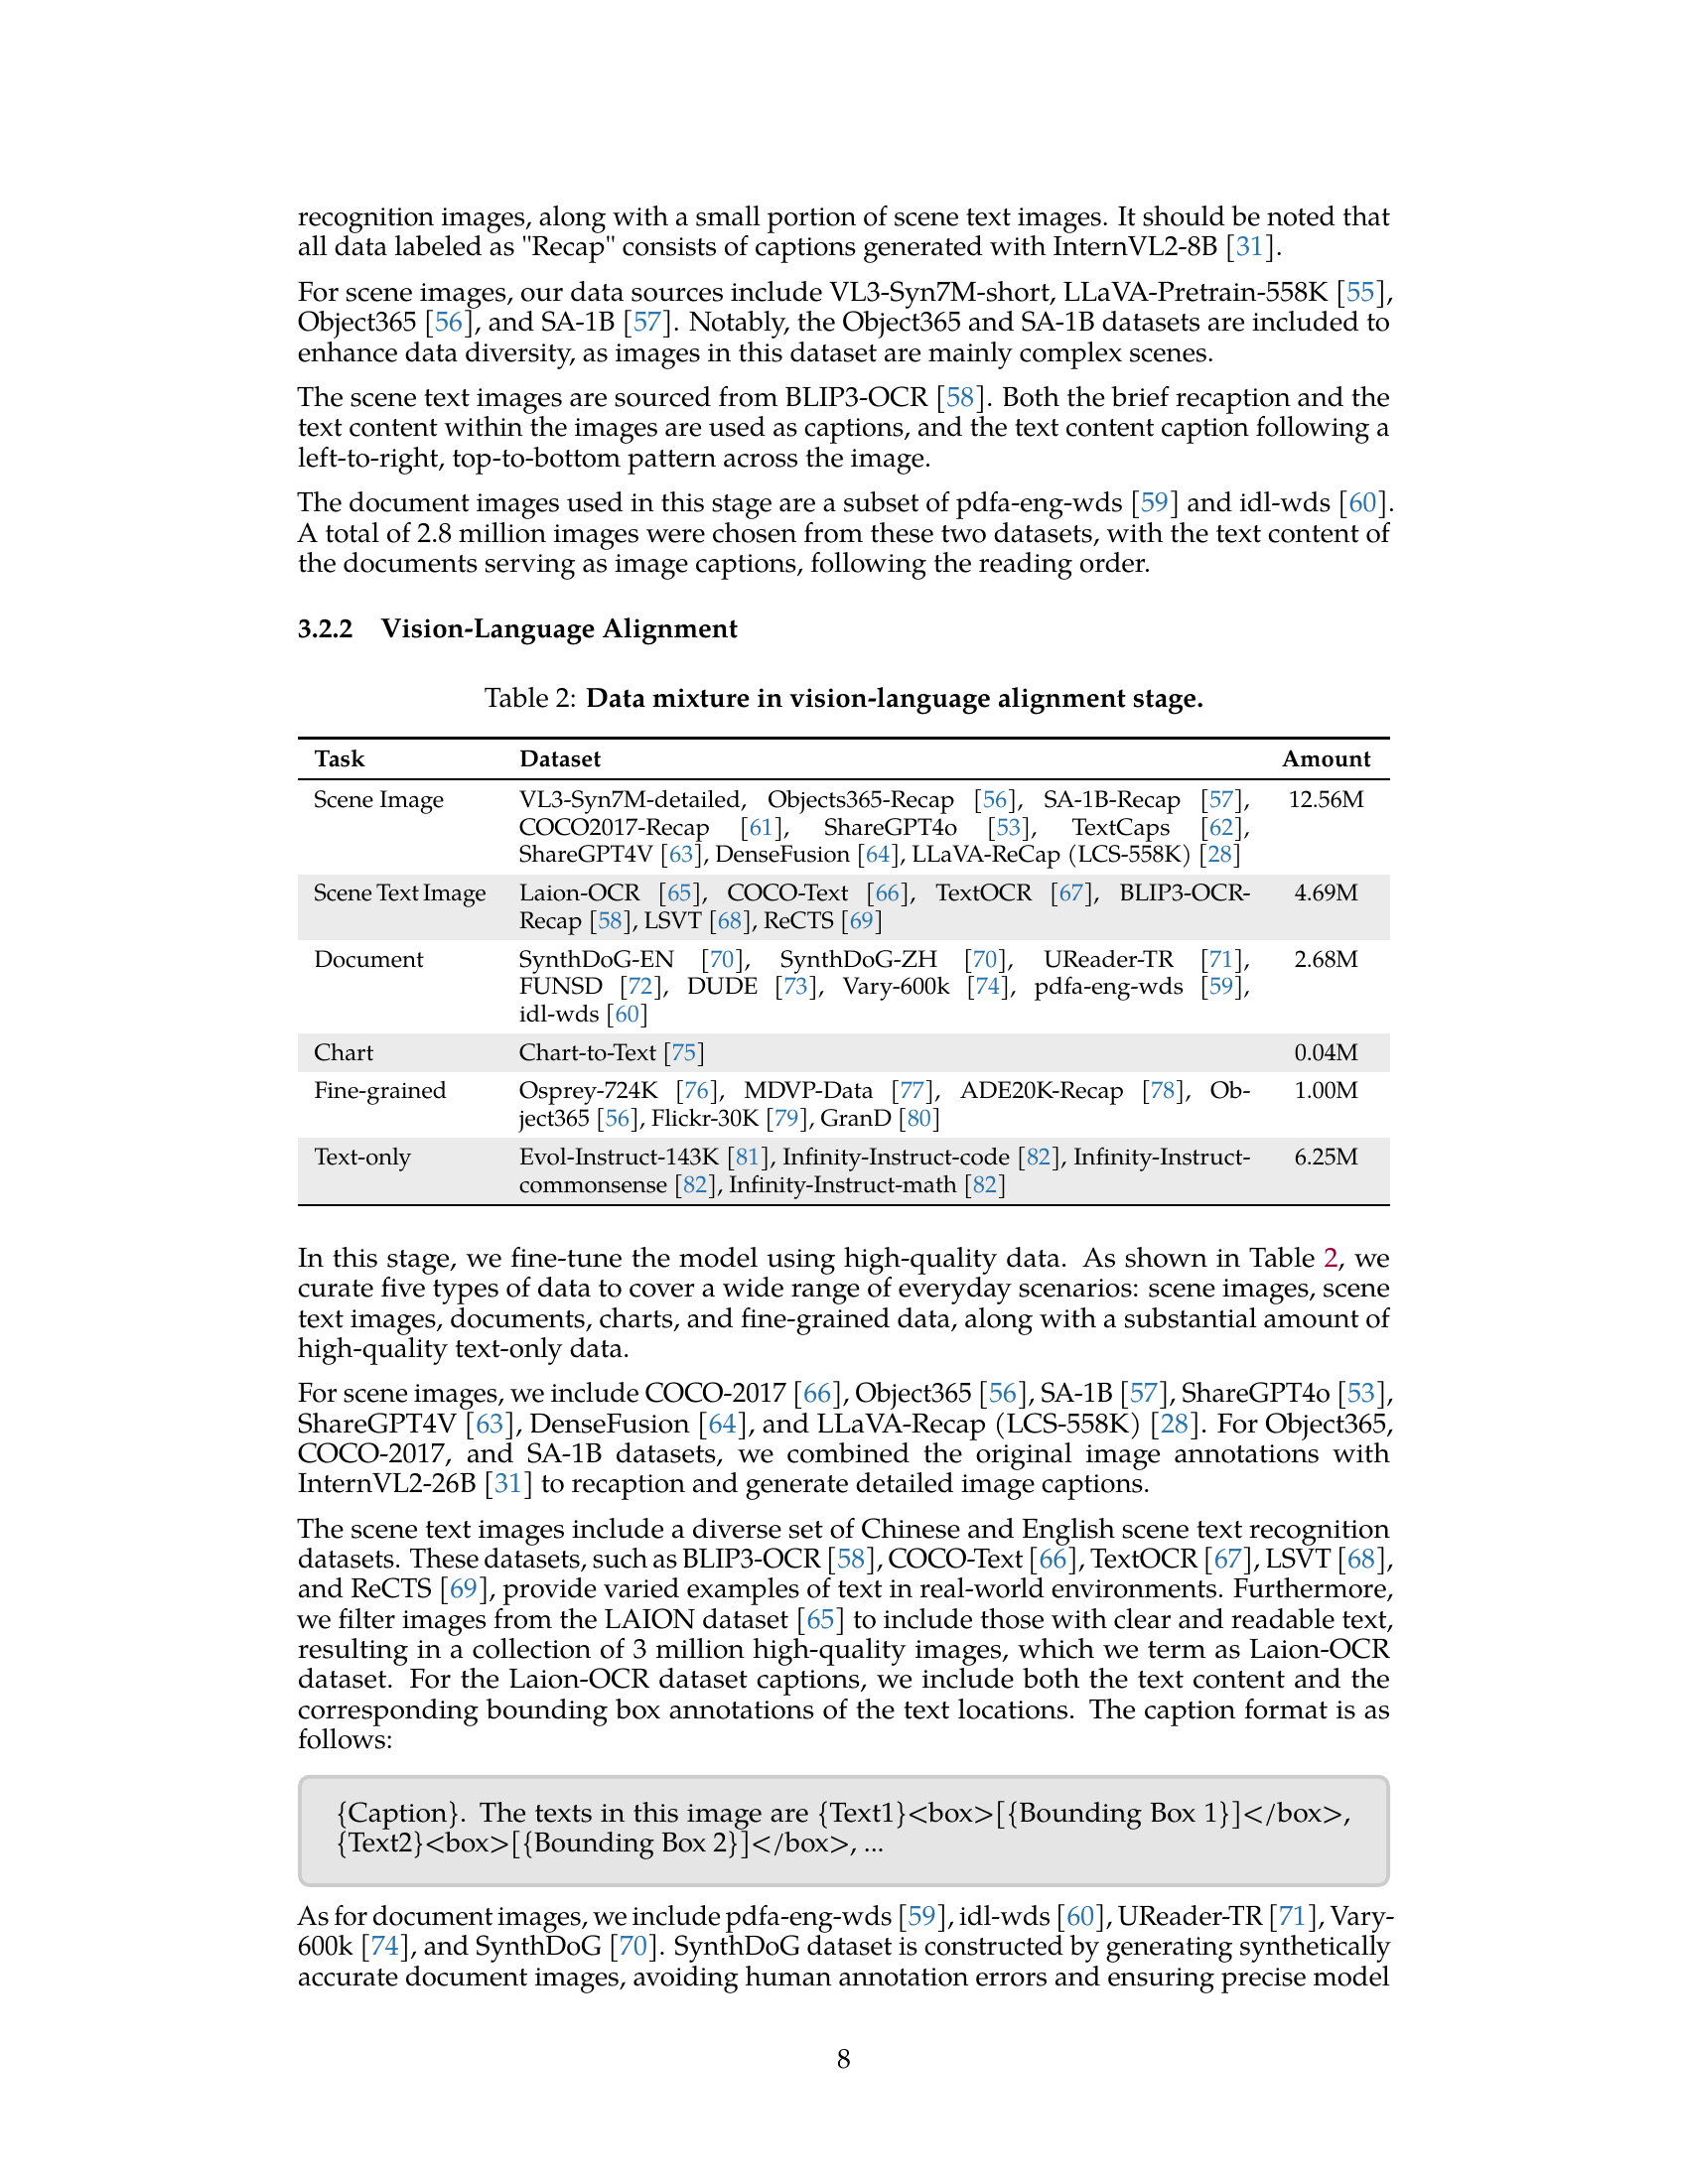 recognition images, along with a small portion of scene text images. It should be noted that
all data labeled as "Recap" consists of captions generated with InternVL2-8B [31].
For scene images, our data sources include VL3-Syn7M-short, LLaVA-Pretrain-558K [55],
Object365 [56], and SA-1B [57]. Notably, the Object365 and SA-1B datasets are included to
enhance data diversity, as images in this dataset are mainly complex scenes.
The scene text images are sourced from BLIP3-OCR [58]. Both the brief recaption and the
text content within the images are used as captions, and the text content caption following a
left-to-right, top-to-bottom pattern across the image.
The document images used in this stage are a subset of pdfa-eng-wds [59] and idl-wds [60].
A total of 2.8 million images were chosen from these two datasets, with the text content of
the documents serving as image captions, following the reading order.
3.2.2 Vision-Language Alignment
Table 2: Data mixture in vision-language alignment stage.
Task Dataset Amount
Scene Image VL3-Syn7M-detailed, Objects365-Recap [56], SA-1B-Recap [57], 12.56M
COCO2017-Recap [61], ShareGPT4o [53], TextCaps [62],
ShareGPT4V [63], DenseFusion [64], LLaVA-ReCap (LCS-558K) [28]
Scene Text Image Laion-OCR [65], COCO-Text [66], TextOCR [67], BLIP3-OCR- 4.69M
Recap [58], LSVT [68], ReCTS [69]
Document SynthDoG-EN [70], SynthDoG-ZH [70], UReader-TR [71], 2.68M
FUNSD [72], DUDE [73], Vary-600k [74], pdfa-eng-wds [59],
idl-wds [60]
Chart Chart-to-Text [75] 0.04M
Fine-grained Osprey-724K [76], MDVP-Data [77], ADE20K-Recap [78], Ob- 1.00M
ject365 [56], Flickr-30K [79], GranD [80]
Text-only Evol-Instruct-143K [81], Infinity-Instruct-code [82], Infinity-Instruct- 6.25M
commonsense [82], Infinity-Instruct-math [82]
In this stage, we fine-tune the model using high-quality data. As shown in Table 2, we
curate five types of data to cover a wide range of everyday scenarios: scene images, scene
text images, documents, charts, and fine-grained data, along with a substantial amount of
high-quality text-only data.
For scene images, we include COCO-2017 [66], Object365 [56], SA-1B [57], ShareGPT4o [53],
ShareGPT4V [63], DenseFusion [64], and LLaVA-Recap (LCS-558K) [28]. For Object365,
COCO-2017, and SA-1B datasets, we combined the original image annotations with
InternVL2-26B [31] to recaption and generate detailed image captions.
The scene text images include a diverse set of Chinese and English scene text recognition
datasets. These datasets, such as BLIP3-OCR [58], COCO-Text [66], TextOCR [67], LSVT [68],
and ReCTS [69], provide varied examples of text in real-world environments. Furthermore,
we filter images from the LAION dataset [65] to include those with clear and readable text,
resulting in a collection of 3 million high-quality images, which we term as Laion-OCR
dataset. For the Laion-OCR dataset captions, we include both the text content and the
corresponding bounding box annotations of the text locations. The caption format is as
follows:
{Caption}. The texts in this image are {Text1}<box>[{Bounding Box 1}]</box>,
{Text2}<box>[{Bounding Box 2}]</box>, ...
As for document images, we include pdfa-eng-wds [59], idl-wds [60], UReader-TR [71], Vary-
600k [74], and SynthDoG [70]. SynthDoG dataset is constructed by generating synthetically
accurate document images, avoiding human annotation errors and ensuring precise model
8